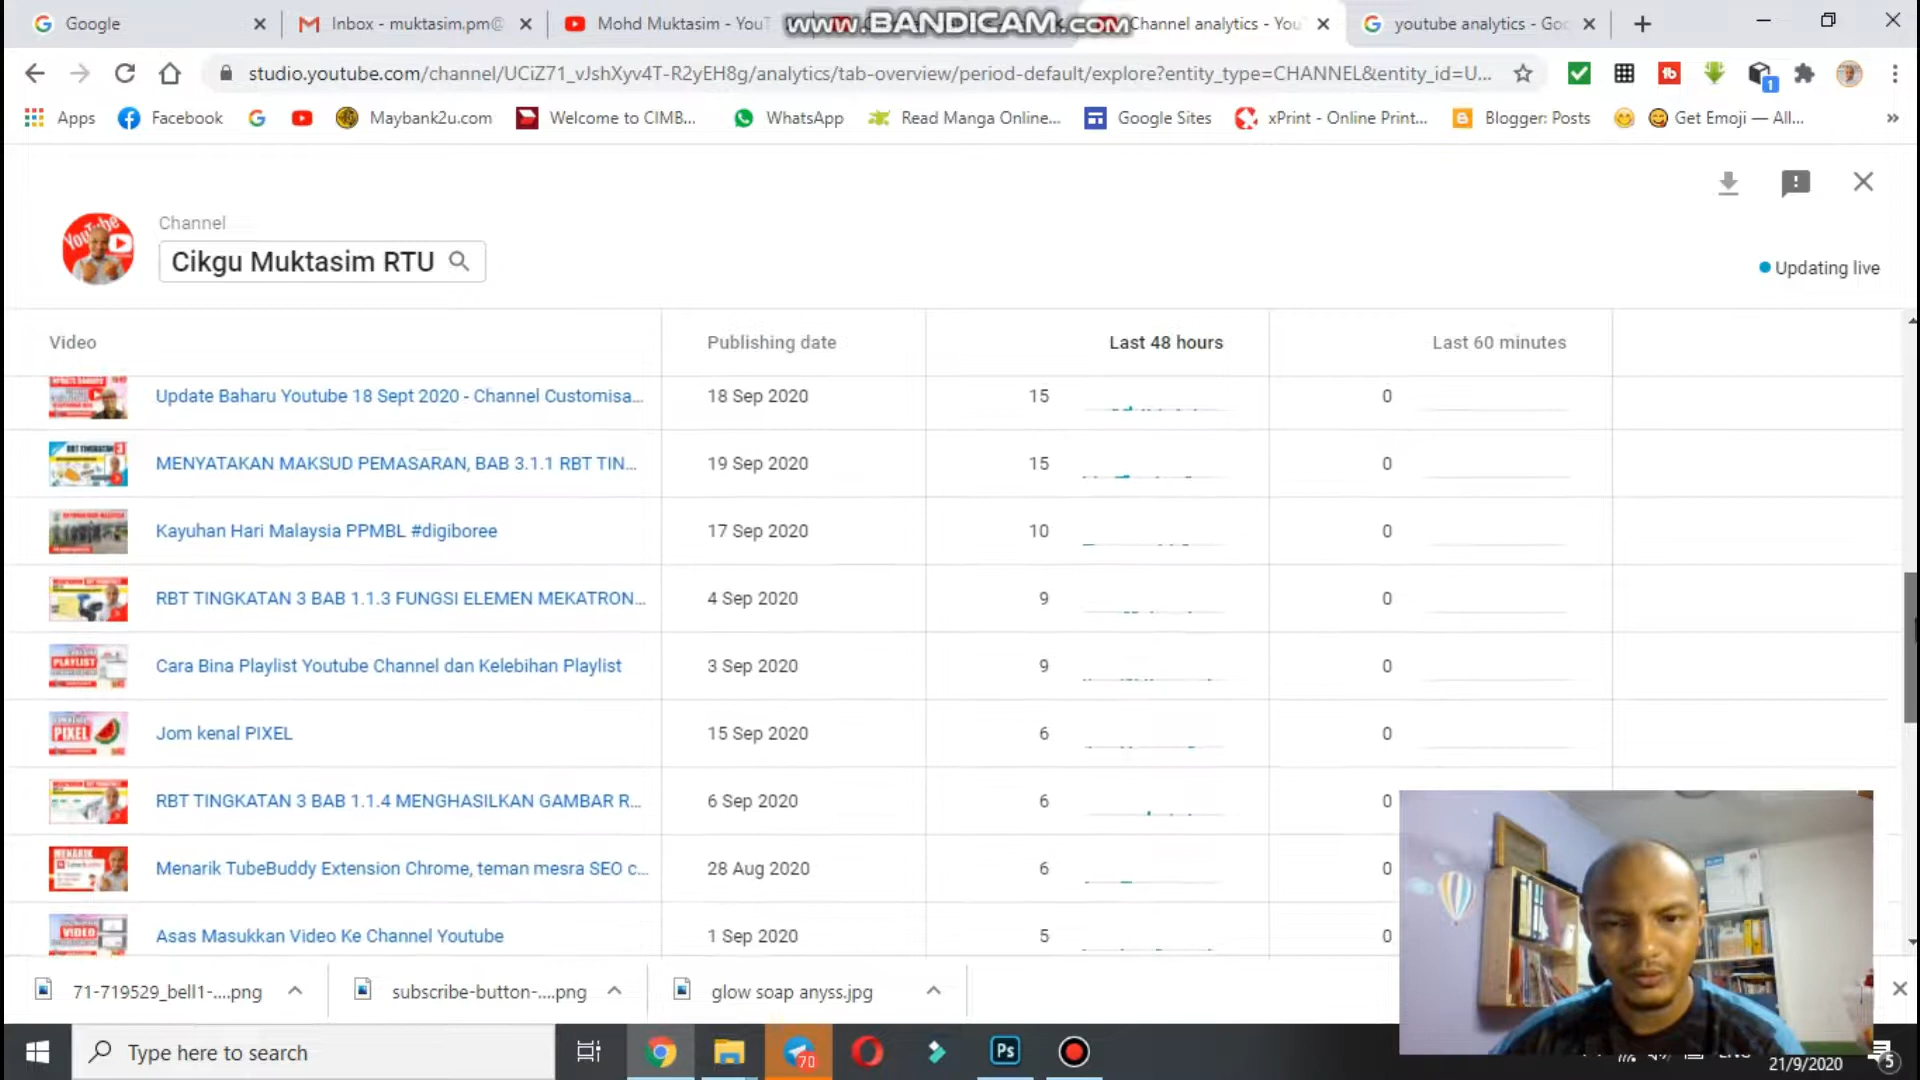 Google
Inbox - muktasim.pm@
Mohd Muktasim - YouT
www.BANDICAM.com
Channel analytics - You
youtube analytics - Goo
studio.youtube.com/channel/UCiZ71_vJshXyv4T-R2yEH8g/analytics/tab-overview/period-default/explore?entity_type=CHANNEL&entity_id=U...
1
Apps
Facebook
Maybank2u.com
Welcome to CIMB...
WhatsApp
Read Manga Online...
Google Sites
xPrint - Online Print...
Blogger: Posts
Get Emoji — All...
»
Channel
Cikgu Muktasim RTU
Updating live
Video
Publishing date
Last 48 hours
Last 60 minutes
Update Baharu Youtube 18 Sept 2020 - Channel Customisa... 18 Sep 2020 15 0
MENYATAKAN MAKSUD PEMASARAN, BAB 3.1.1 RBT TIN... 19 Sep 2020 15 0
Kayuhan Hari Malaysia PPMBL #digiboree 17 Sep 2020 10 0
RBT TINGKATAN 3 BAB 1.1.3 FUNGSI ELEMEN MEKATRON... 4 Sep 2020 9 0
PLAYLIST
Cara Bina Playlist Youtube Channel dan Kelebihan Playlist 3 Sep 2020 9 0
PIXEL
Jom kenal PIXEL 15 Sep 2020 6 0
RBT TINGKATAN 3 BAB 1.1.4 MENGHASILKAN GAMBAR R... 6 Sep 2020 6 0
MENARIK
Menarik TubeBuddy Extension Chrome, teman mesra SEO c... 28 Aug 2020 6 0
VIDEO
Asas Masukkan Video Ke Channel Youtube 1 Sep 2020 5 0
71-719529_bell1-....png
subscribe-button-....png
glow soap anyss.jpg
Type here to search
70
Ps
21/9/2020
5